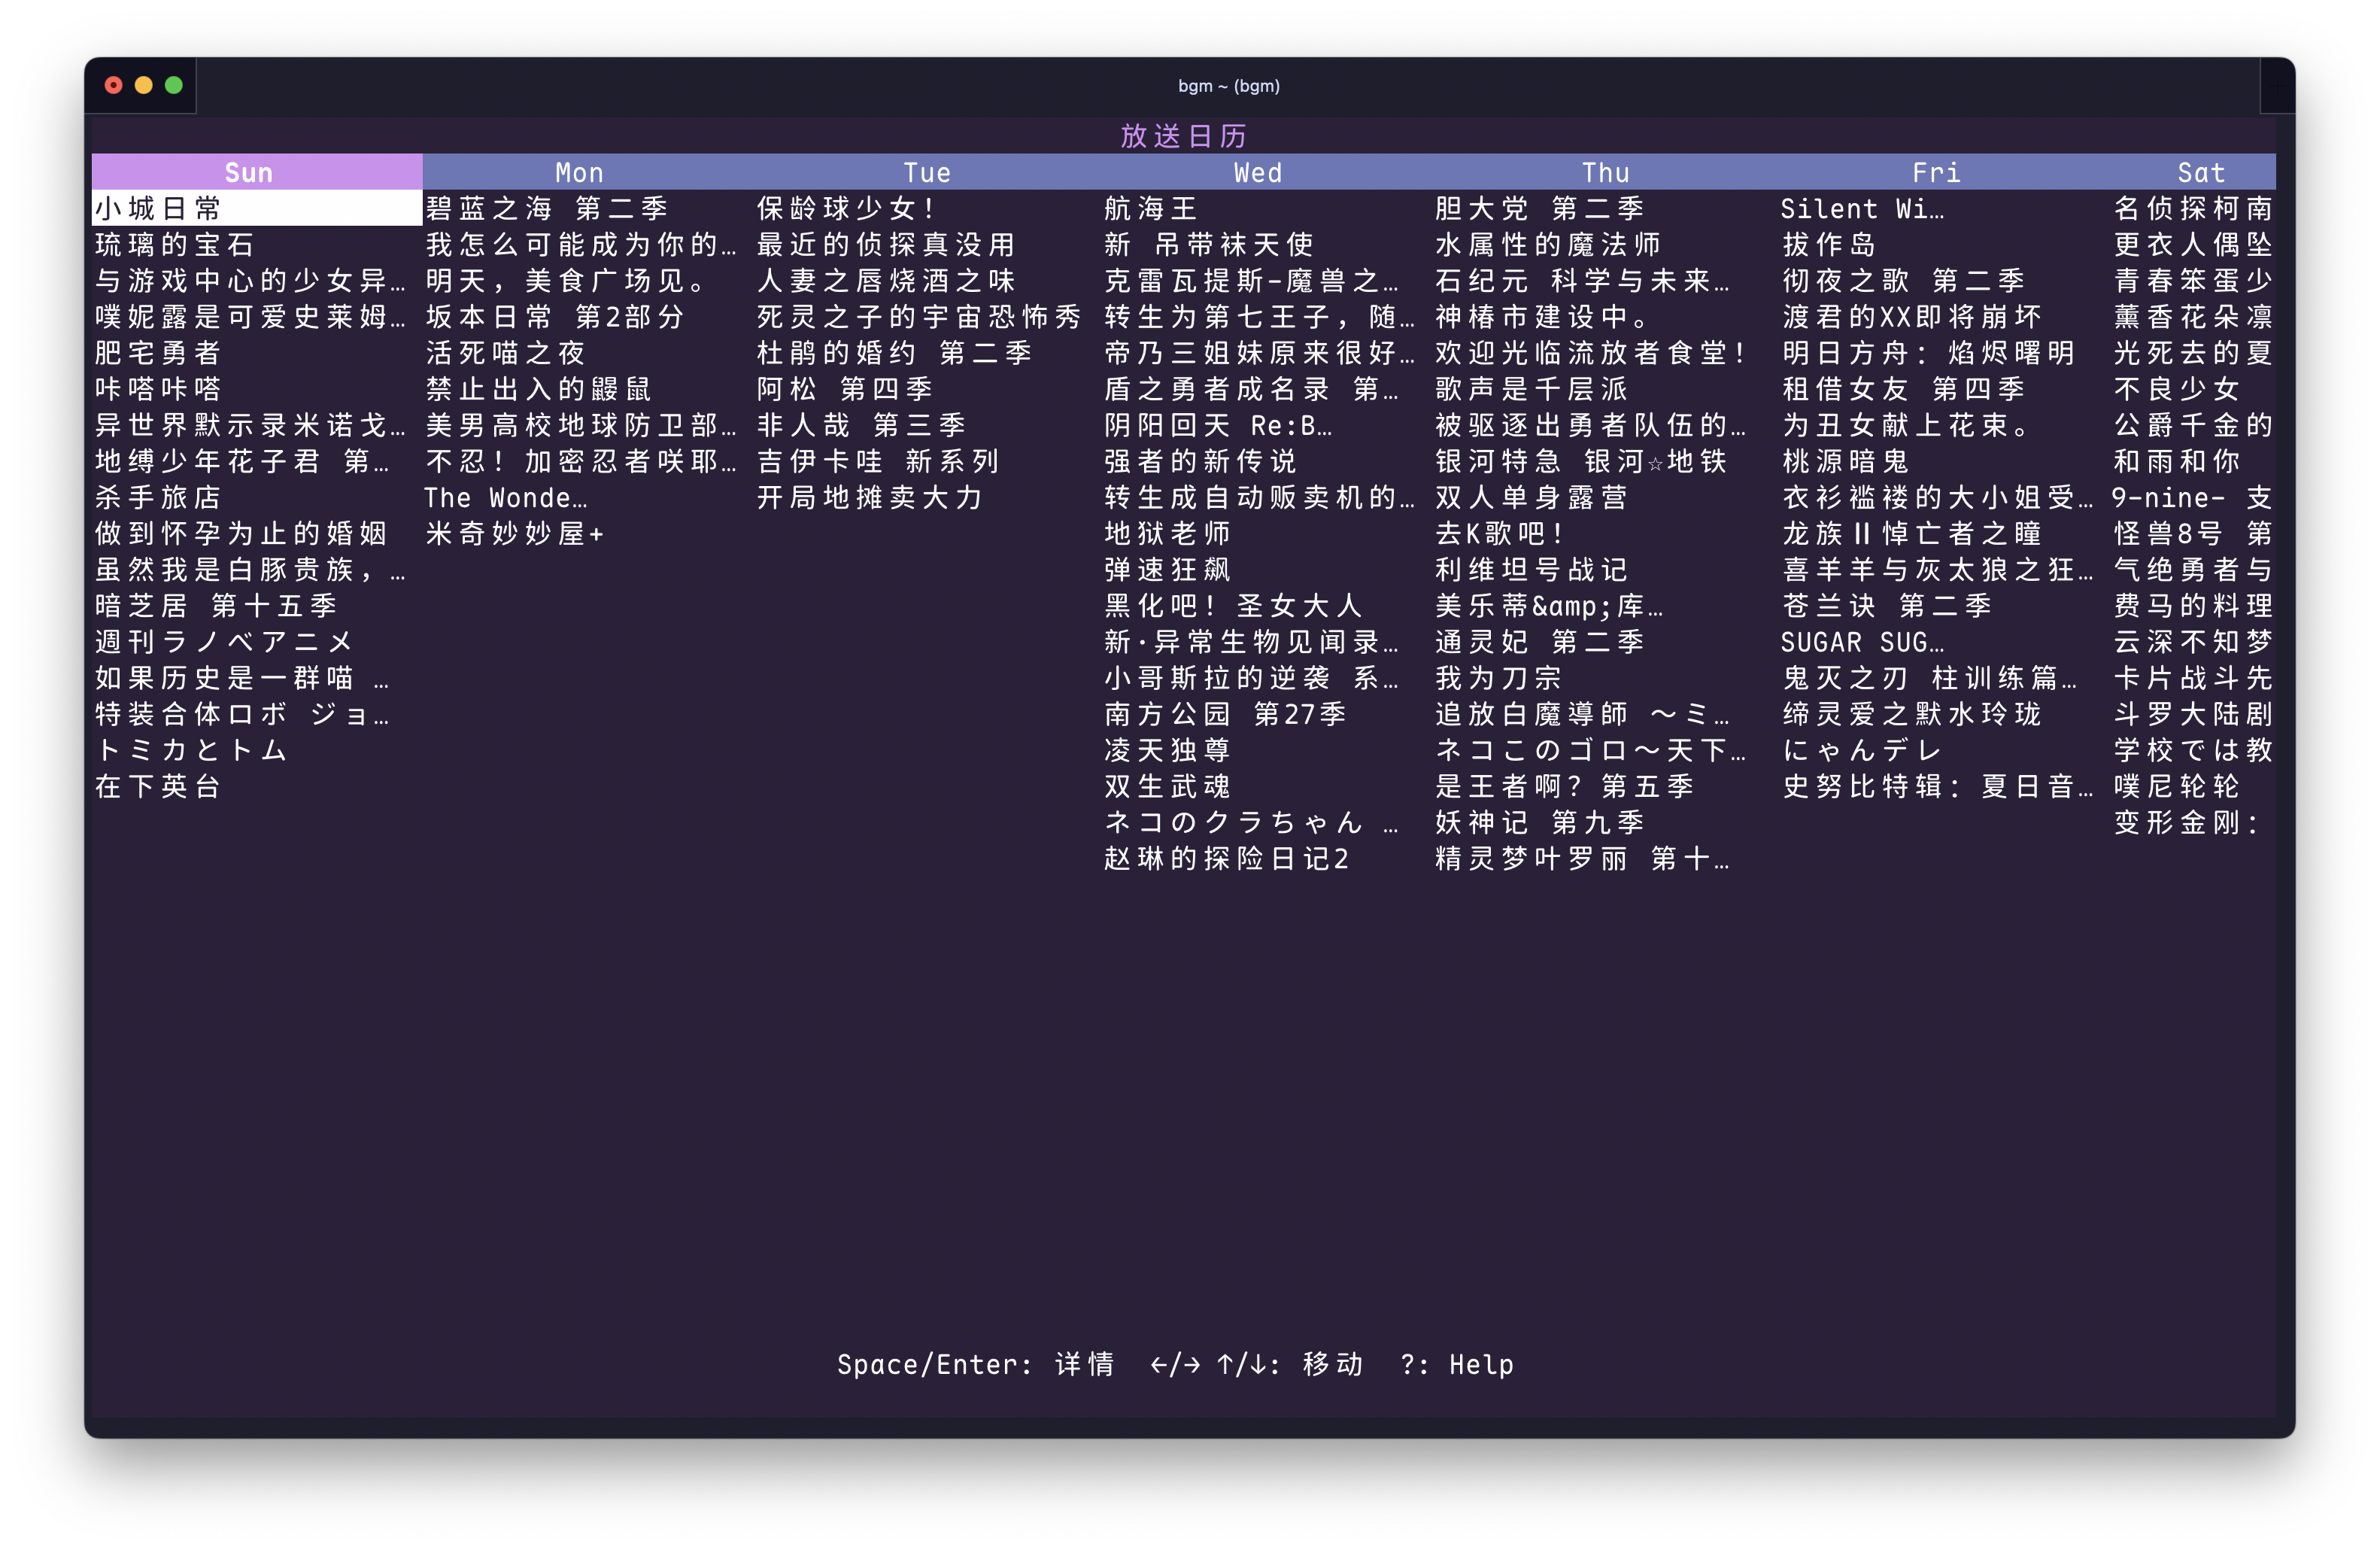 bgm ~ (bgm)
放送日历
Sun Mon Tue Wed Thu Fri Sat
小城日常 碧蓝之海 第二季 保龄球少女! 航海王 胆大党 第二季 Silent Wi… 名侦探柯南
琉璃的宝石 我怎么可能成为你的… 最近的侦探真没用 新 吊带袜天使 水属性的魔法师 拔作岛 更衣人偶坠
与游戏中心的少女异… 明天，美食广场见。 人妻之唇烧酒之味 克雷瓦提斯-魔兽之… 石纪元 科学与未来… 彻夜之歌 第二季 青春笨蛋少
噗妮露是可爱史莱姆… 坂本日常 第2部分 死灵之子的宇宙恐怖秀 转生为第七王子，随… 神椿市建设中。 渡君的XX即将崩坏 薰香花朵凛
肥宅勇者 活死喵之夜 杜鹃的婚约 第二季 帝乃三姐妹原来很好… 欢迎光临流放者食堂! 明日方舟：焰烬曙明 光死去的夏
咔嗒咔嗒 禁止出入的鼹鼠 阿松 第四季 盾之勇者成名录 第… 歌声是千层派 租借女友 第四季 不良少女
异世界默示录米诺戈… 美男高校地球防卫部… 非人哉 第三季 阴阳回天 Re:B… 被驱逐出勇者队伍的… 为丑女献上花束。 公爵千金的
地缚少年花子君 第… 不忍！加密忍者咲耶… 吉伊卡哇 新系列 强者的新传说 银河特急 银河☆地铁 桃源暗鬼 和雨和你
杀手旅店 The Wonde… 开局地摊卖大力 转生成自动贩卖机的… 双人单身露营 衣衫褴褛的大小姐受… 9-nine- 支
做到怀孕为止的婚姻 米奇妙妙屋+ 地狱老师 去K歌吧! 龙族Ⅱ悼亡者之瞳 怪兽8号 第
虽然我是白豚贵族，… 弹速狂飙 利维坦号战记 喜羊羊与灰太狼之狂… 气绝勇者与
暗芝居 第十五季 黑化吧！圣女大人 美乐蒂&amp;库… 苍兰诀 第二季 费马的料理
週刊ラノベアニメ 新·异常生物见闻录… 通灵妃 第二季 SUGAR SUG… 云深不知梦
如果历史是一群喵 … 小哥斯拉的逆袭 系… 我为刀宗 鬼灭之刃 柱训练篇… 卡片战斗先
特装合体ロボ ジョ… 南方公园 第27季 追放白魔導師 ～ミ… 缔灵爱之默水玲珑 斗罗大陆剧
トミカとトム 凌天独尊 ネコこのゴロ～天下… にゃんデレ 学校では教
在下英台 双生武魂 是王者啊？第五季 史努比特辑：夏日音… 噗尼轮轮
ネコのクラちゃん … 妖神记 第九季 变形金刚：
赵琳的探险日记2 精灵梦叶罗丽 第十…
Space/Enter: 详情 ←/→ ↑/↓: 移动 ?: Help